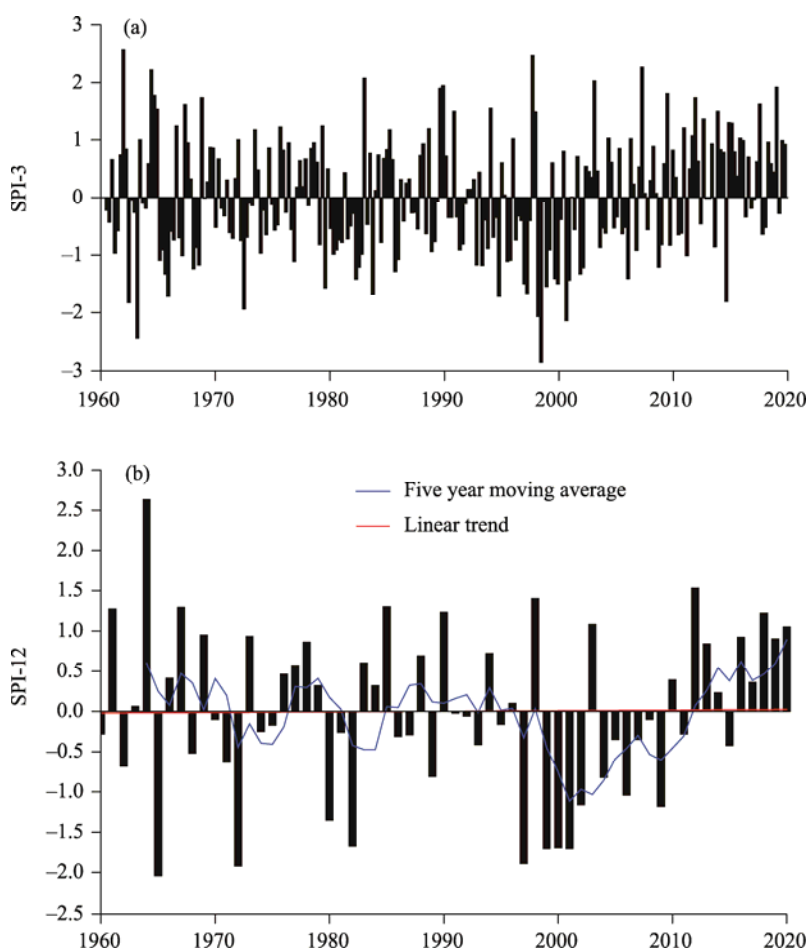 (a)
3
2
1
0
–1
–2
–3
SPI-3
1960 1970 1980 1990 2000 2010 2020
(b)
3.0
2.5
2.0
1.5
1.0
0.5
0.0
–0.5
–1.0
–1.5
–2.0
–2.5
SPI-12
Five year moving average
Linear trend
1960 1970 1980 1990 2000 2010 2020